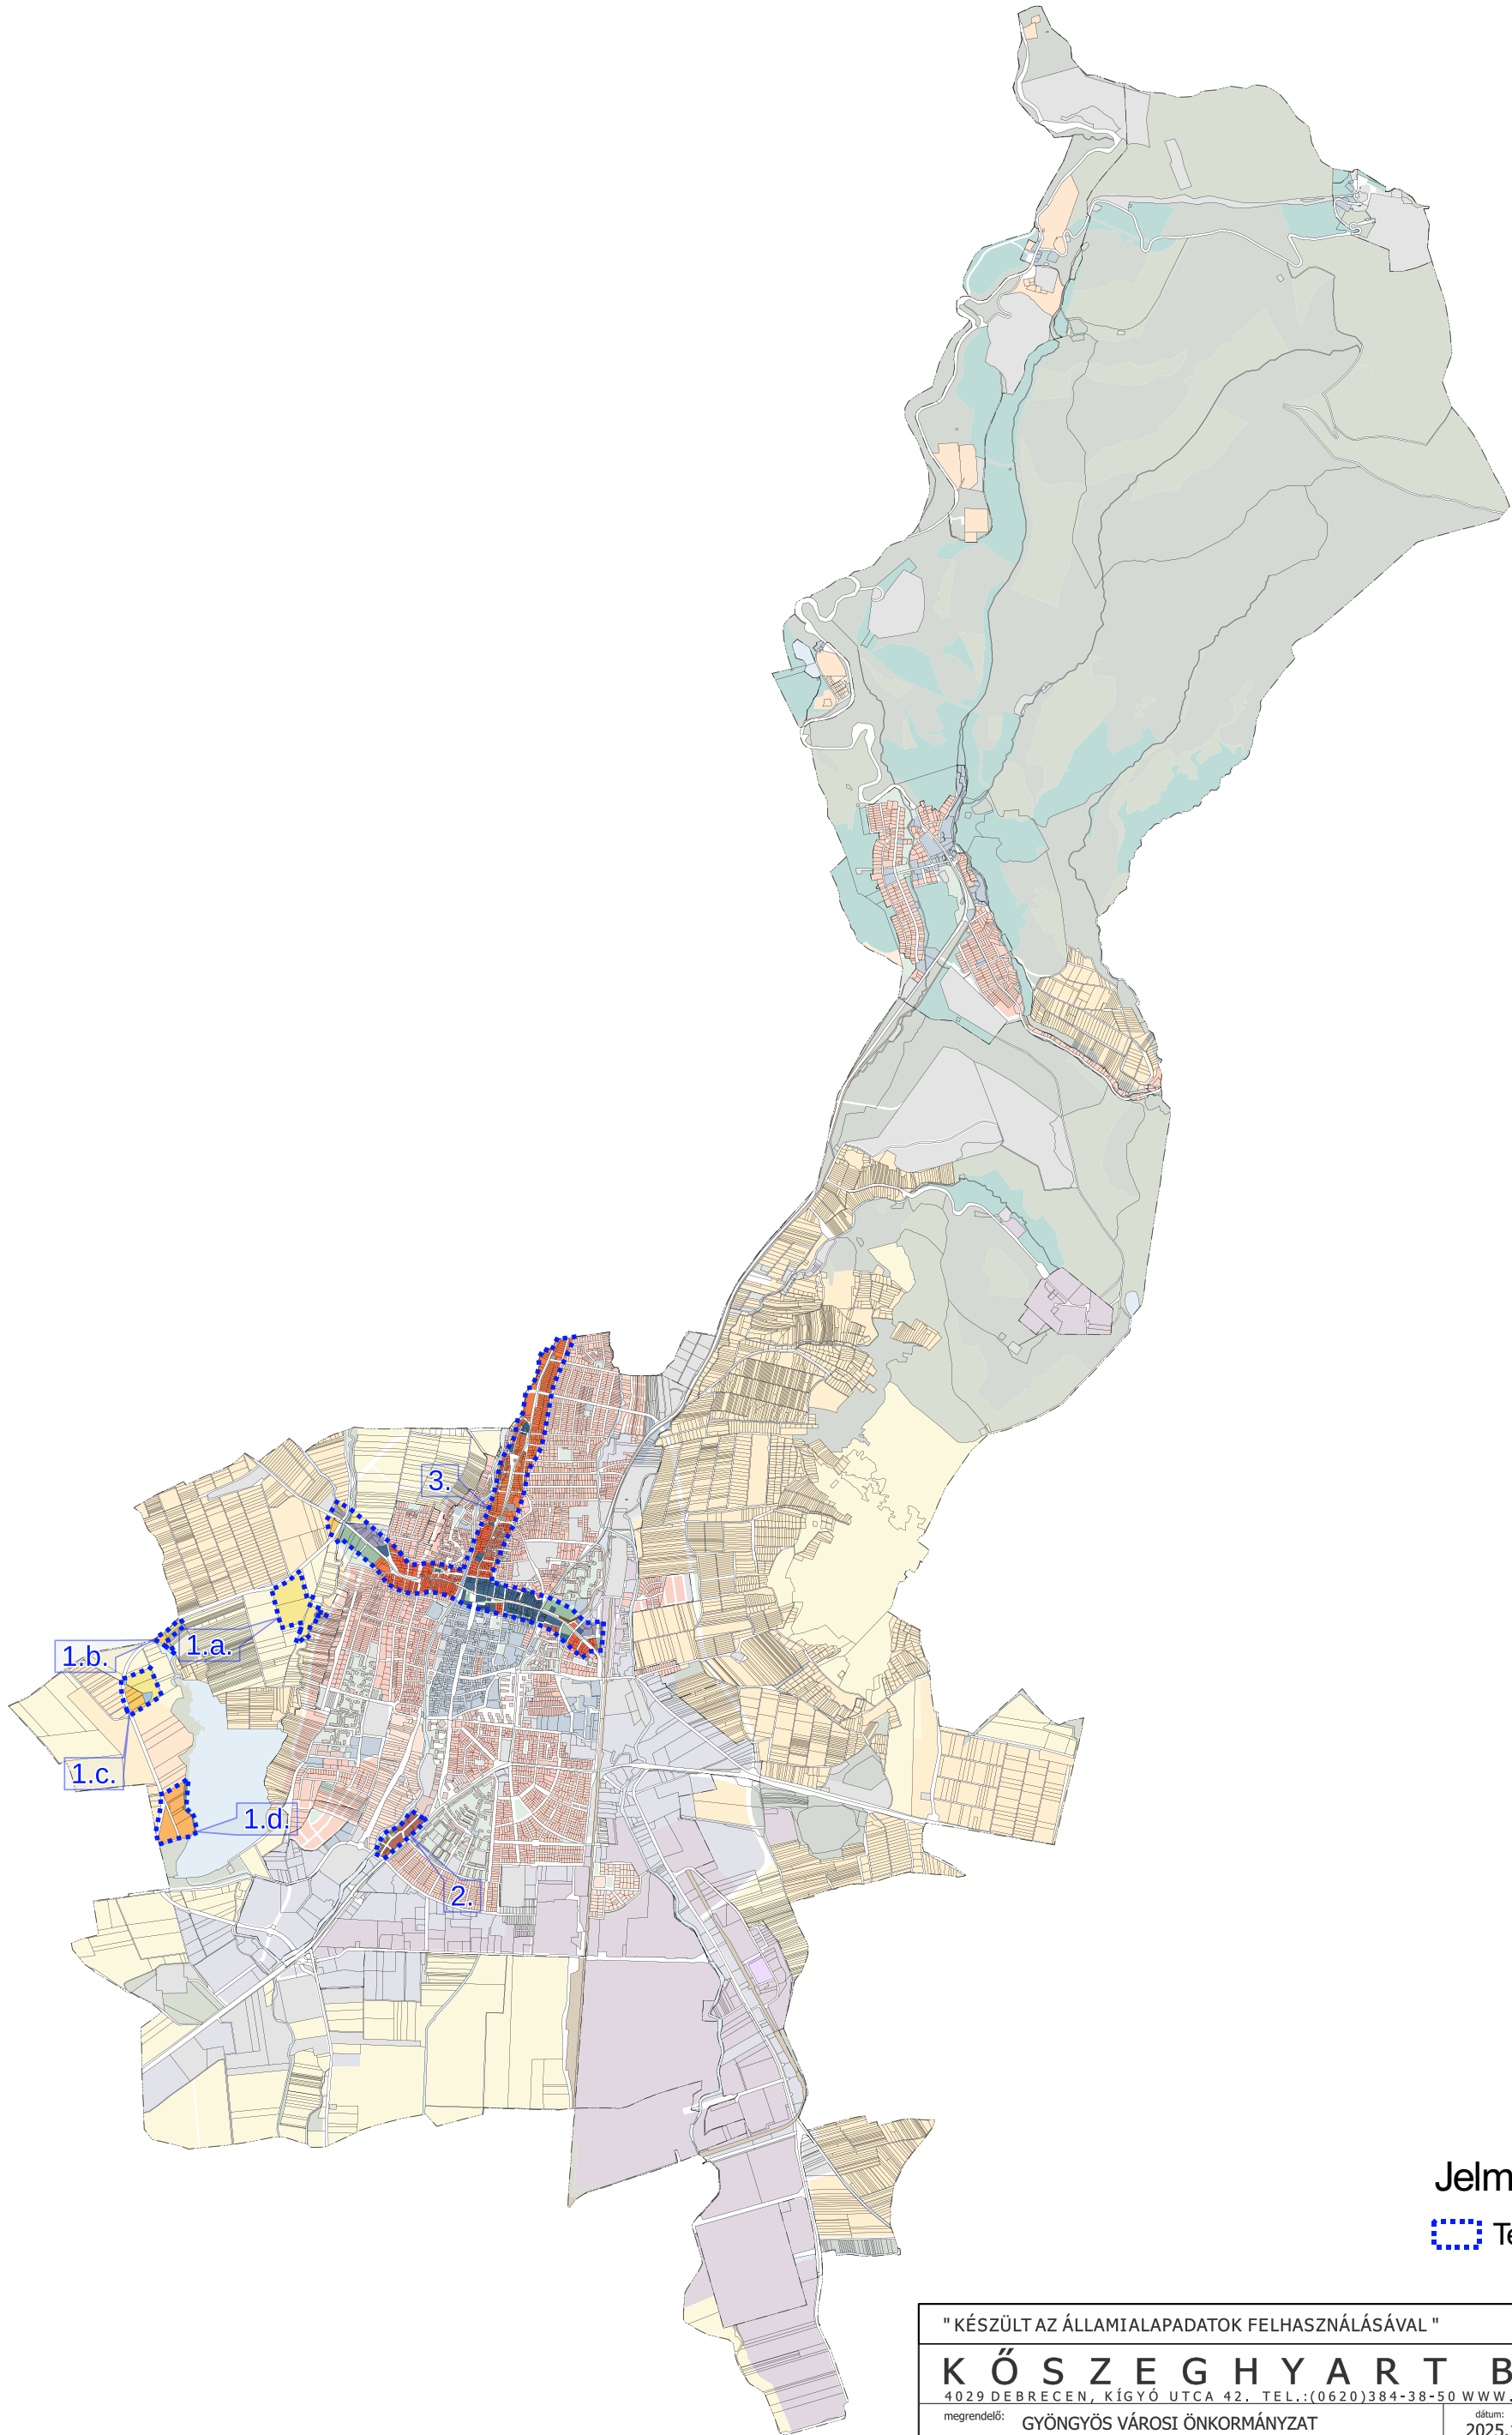 3.
1.a.
1.b.
1.c.
1.d.
2.
Jelm
Te
"KÉSZÜLT AZ ÁLLAMI ALAPADATOK FELHASZNÁLÁSÁVAL"
KŐSZEGHYART B
4029 DEBRECEN, KÍGYÓ UTCA 42. TEL.:(0620)384-38-50 WWW.
megrendelő: GYÖNGYÖS VÁROSI ÖNKORMÁNYZAT
dátum:
2025.